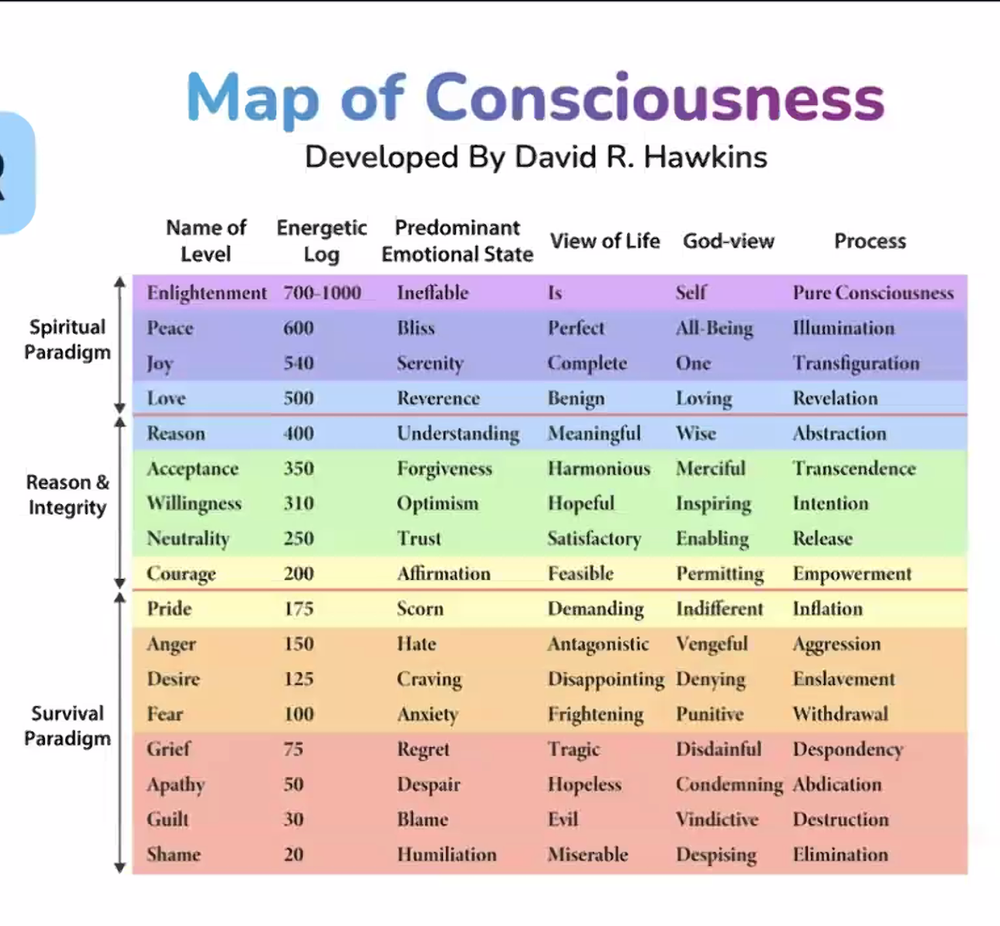 Map of Consciousness
Developed By David R. Hawkins
Name of Level Energetic Log Predominant Emotional State View of Life God-view Process
Spiritual Paradigm
Enlightenment 700-1000 Ineffable Is Self Pure Consciousness
Peace 600 Bliss Perfect All-Being Illumination
Joy 540 Serenity Complete One Transfiguration
Love 500 Reverence Benign Loving Revelation
Reason & Integrity
Reason 400 Understanding Meaningful Wise Abstraction
Acceptance 350 Forgiveness Harmonious Merciful Transcendence
Willingness 310 Optimism Hopeful Inspiring Intention
Neutrality 250 Trust Satisfactory Enabling Release
Courage 200 Affirmation Feasible Permitting Empowerment
Survival Paradigm
Pride 175 Scorn Demanding Indifferent Inflation
Anger 150 Hate Antagonistic Vengeful Aggression
Desire 125 Craving Disappointing Denying Enslavement
Fear 100 Anxiety Frightening Punitive Withdrawal
Grief 75 Regret Tragic Disdainful Despondency
Apathy 50 Despair Hopeless Condemning Abdication
Guilt 30 Blame Evil Vindictive Destruction
Shame 20 Humiliation Miserable Despising Elimination